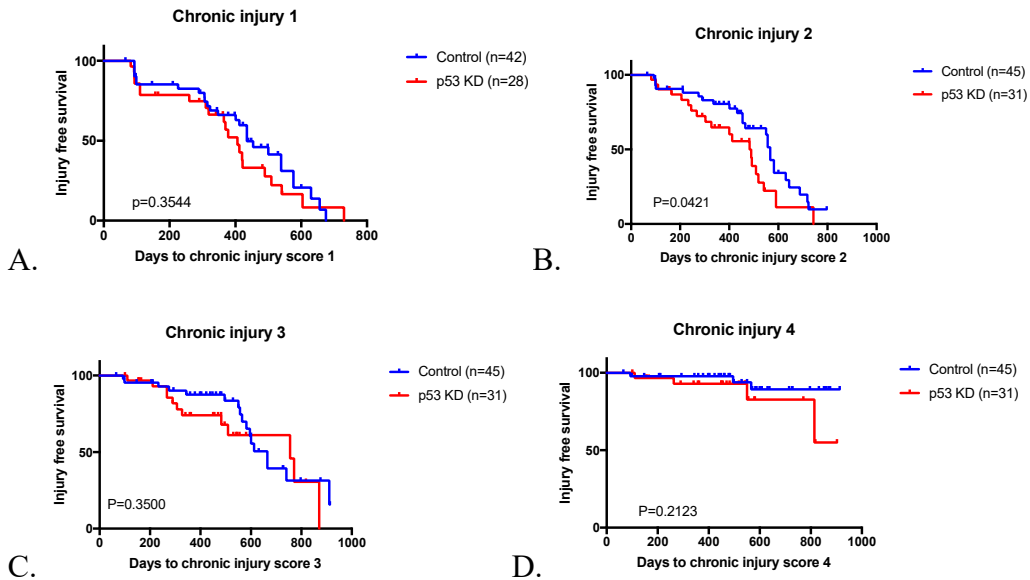 Chronic injury 1
Control (n=42)
p53 KD (n=28)
Injury free survival
100
50
0
p=0.3544
0 200 400 600 800
Days to chronic injury score 1
A.
Chronic injury 2
Control (n=45)
p53 KD (n=31)
Injury free survival
100
50
0
P=0.0421
0 200 400 600 800 1000
Days to chronic injury score 2
B.
Chronic injury 3
Control (n=45)
p53 KD (n=31)
Injury free survival
100
50
0
P=0.3500
0 200 400 600 800 1000
Days to chronic injury score 3
C.
Chronic injury 4
Control (n=45)
p53 KD (n=31)
Injury free survival
100
50
0
P=0.2123
0 200 400 600 800 1000
Days to chronic injury score 4
D.